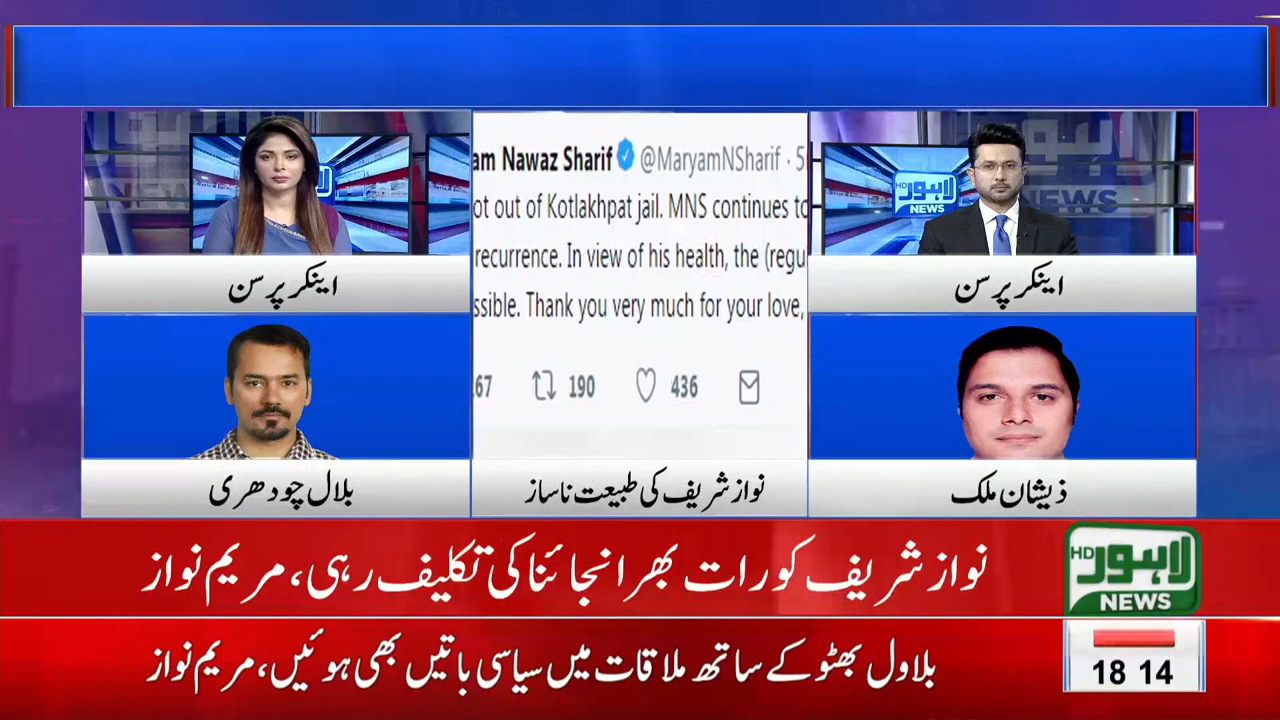 HD
لاہور
NEWS
am Nawaz Sharif @MaryamNSharif · 5
ot out of Kotlakhpat jail. MNS continues to
recurrence. In view of his health, the (regu
ssible. Thank you very much for your love,
67 190 436
اینکر پرسن
اینکر پرسن
بلال چودھری
نواز شریف کی طبیعت ناساز
ذیشان ملک
نواز شریف کو رات بھر انجائنا کی تکلیف رہی، مریم نواز
HD
لاہور
NEWS
بلاول بھٹو کے ساتھ ملاقات میں سیاسی باتیں بھی ہوئیں، مریم نواز
18 14